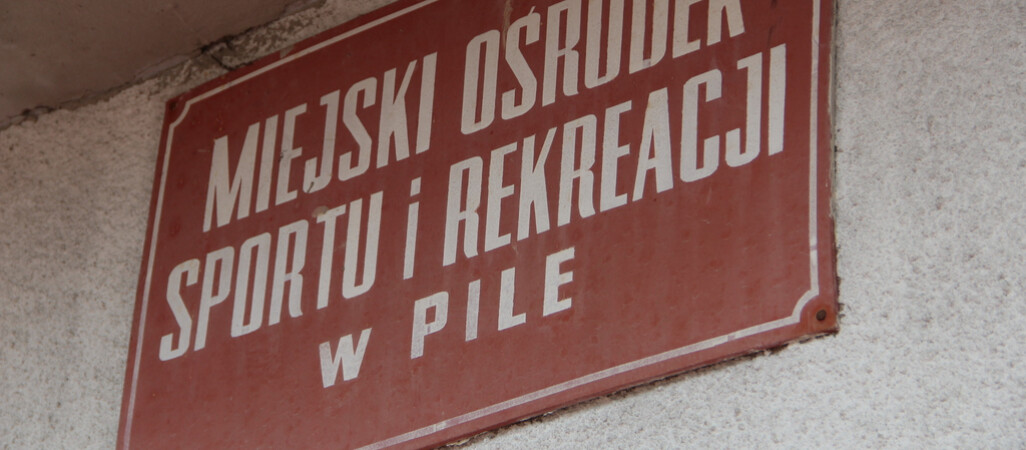 MIEJSKI OŚRODEK
SPORTU i REKREACJI
W PILE